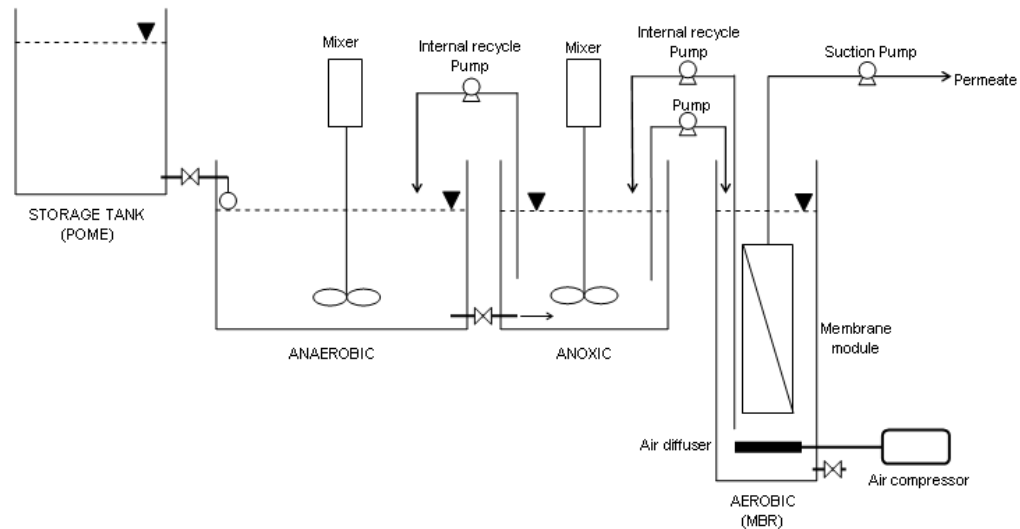 Mixer
Internal recycle
Pump
Mixer
Internal recycle
Pump
Pump
Suction Pump
Permeate
STORAGE TANK
(POME)
ANAEROBIC
ANOXIC
Membrane
module
Air diffuser
Air compressor
AEROBIC
(MBR)